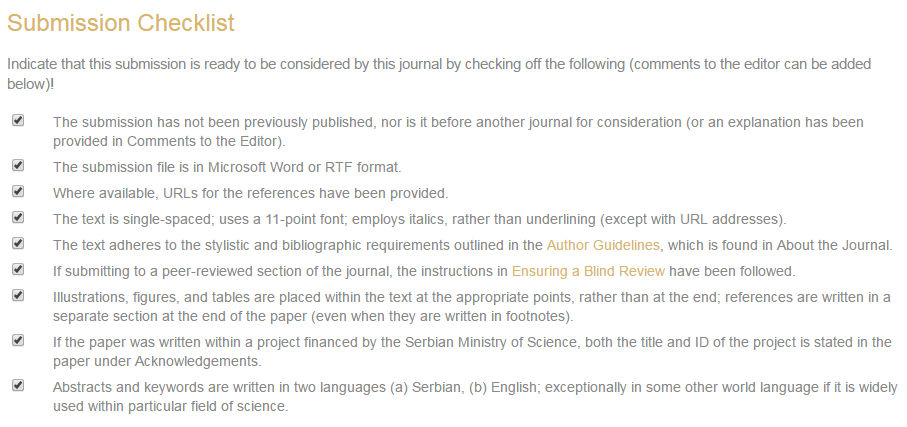 Submission Checklist
Indicate that this submission is ready to be considered by this journal by checking off the following (comments to the editor can be added
below)!
The submission has not been previously published, nor is it before another journal for consideration (or an explanation has been
provided in Comments to the Editor).
The submission file is in Microsoft Word or RTF format.
Where available, URLs for the references have been provided.
The text is single-spaced; uses a 11-point font; employs italics, rather than underlining (except with URL addresses).
The text adheres to the stylistic and bibliographic requirements outlined in the Author Guidelines, which is found in About the Journal.
If submitting to a peer-reviewed section of the journal, the instructions in Ensuring a Blind Review have been followed.
Illustrations, figures, and tables are placed within the text at the appropriate points, rather than at the end; references are written in a
separate section at the end of the paper (even when they are written in footnotes).
If the paper was written within a project financed by the Serbian Ministry of Science, both the title and ID of the project is stated in the
paper under Acknowledgements.
Abstracts and keywords are written in two languages (a) Serbian, (b) English; exceptionally in some other world language if it is widely
used within particular field of science.